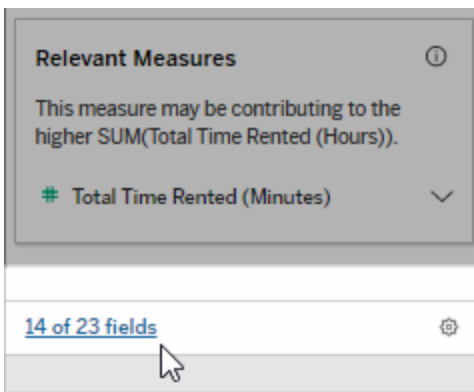 Relevant Measures
This measure may be contributing to the
higher SUM(Total Time Rented (Hours)).
# Total Time Rented (Minutes)
14 of 23 fields